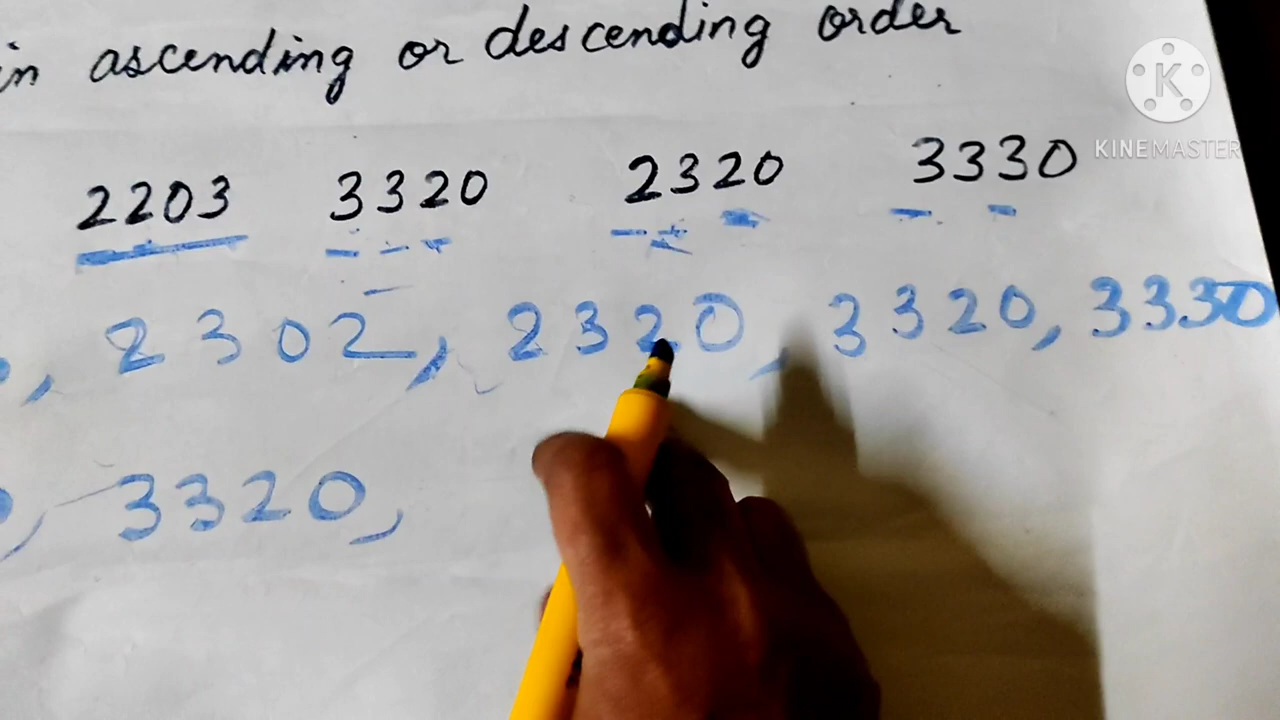 in ascending or descending order
K
KINEMASTER
2203 3320 2320 3330
, 2302, 2320, 3320, 3330
, 3320,